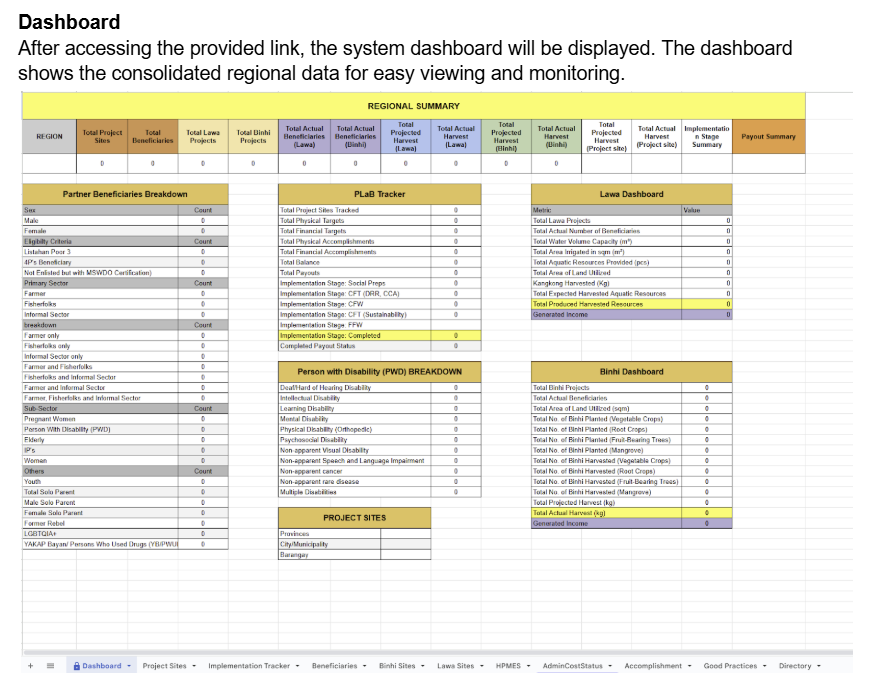 Dashboard
After accessing the provided link, the system dashboard will be displayed. The dashboard
shows the consolidated regional data for easy viewing and monitoring.
REGIONAL SUMMARY
REGION
Total Project
Sites
Total
Beneficiaries
Total Lawa
Projects
Total Binhi
Projects
Total Actual
Beneficiaries
(Lawa)
Total Actual
Beneficiaries
(Binhi)
Total
Projected
Harvest
(Lawa)
Total Actual
Harvest
(Lawa)
Total
Projected
Harvest
(Binhi)
Total Actual
Harvest
(Binhi)
Total
Projected
Harvest
(Project site)
Total Actual
Harvest
(Project site)
Implementatio
n Stage
Summary
Payout Summary
0 0 0 0 0 0 0 0 0 0
Partner Beneficiaries Breakdown
Sex Count
Male 0
Female 0
Eligibility Criteria Count
Listahan Poor 3 0
4P's Beneficiary 0
Not Enlisted but with MSWDO Certification) 0
Primary Sector Count
Farmer 0
Fisherfolks 0
Informal Sector 0
breakdown Count
Farmer only 0
Fisherfolks only 0
Informal Sector only 0
Farmer and Fisherfolks 0
Fisherfolks and Informal Sector 0
Farmer and Informal Sector 0
Farmer, Fisherfolks and Informal Sector 0
Sub-Sector Count
Pregnant Women 0
Person With Disability (PWD) 0
Elderly 0
IP's 0
Women 0
Others Count
Youth 0
Total Solo Parent 0
Male Solo Parent 0
Female Solo Parent 0
Former Rebel 0
LGBTQIA+ 0
YAKAP Bayan/ Persons Who Used Drugs (YB/PWU 0
PLaB Tracker
Total Project Sites Tracked 0
Total Physical Targets 0
Total Financial Targets 0
Total Physical Accomplishments 0
Total Financial Accomplishments 0
Total Balance 0
Total Payouts 0
Implementation Stage: Social Preps 0
Implementation Stage: CFT (DRR, CCA) 0
Implementation Stage: CFW 0
Implementation Stage: CFT (Sustainability) 0
Implementation Stage: FFW
Implementation Stage: Completed 0
Completed Payout Status 0
Person with Disability (PWD) BREAKDOWN
Deaf/Hard of Hearing Disability 0
Intellectual Disability 0
Learning Disability 0
Mental Disability 0
Physical Disability (Orthopedic) 0
Psychosocial Disability 0
Non-apparent Visual Disability 0
Non-apparent Speech and Language Impairment 0
Non-apparent cancer 0
Non-apparent rare disease 0
Multiple Disabilities 0
PROJECT SITES
Provinces
City/Municipality
Barangay
Lawa Dashboard
Metric Value
Total Lawa Projects 0
Total Actual Number of Beneficiaries 0
Total Water Volume Capacity (m³) 0
Total Area Irrigated in sqm (m²) 0
Total Aquatic Resources Provided (pcs) 0
Total Area of Land Utilized 0
Kangkong Harvested (Kg) 0
Total Expected Harvested Aquatic Resources 0
Total Produced Harvested Resources 0
Generated Income 0
Binhi Dashboard
Total Binhi Projects 0
Total Actual Beneficiaries 0
Total Area of Land Utilized (sqm) 0
Total No. of Binhi Planted (Vegetable Crops) 0
Total No. of Binhi Planted (Root Crops) 0
Total No. of Binhi Planted (Fruit-Bearing Trees) 0
Total No. of Binhi Planted (Mangrove) 0
Total No. of Binhi Harvested (Vegetable Crops) 0
Total No. of Binhi Harvested (Root Crops) 0
Total No. of Binhi Harvested (Fruit-Bearing Trees) 0
Total No. of Binhi Harvested (Mangrove) 0
Total Projected Harvest (kg) 0
Total Actual Harvest (kg) 0
Generated Income 0
Dashboard Project Sites Implementation Tracker Beneficiaries Binhi Sites Lawa Sites HPMES AdminCostStatus Accomplishment Good Practices Directory